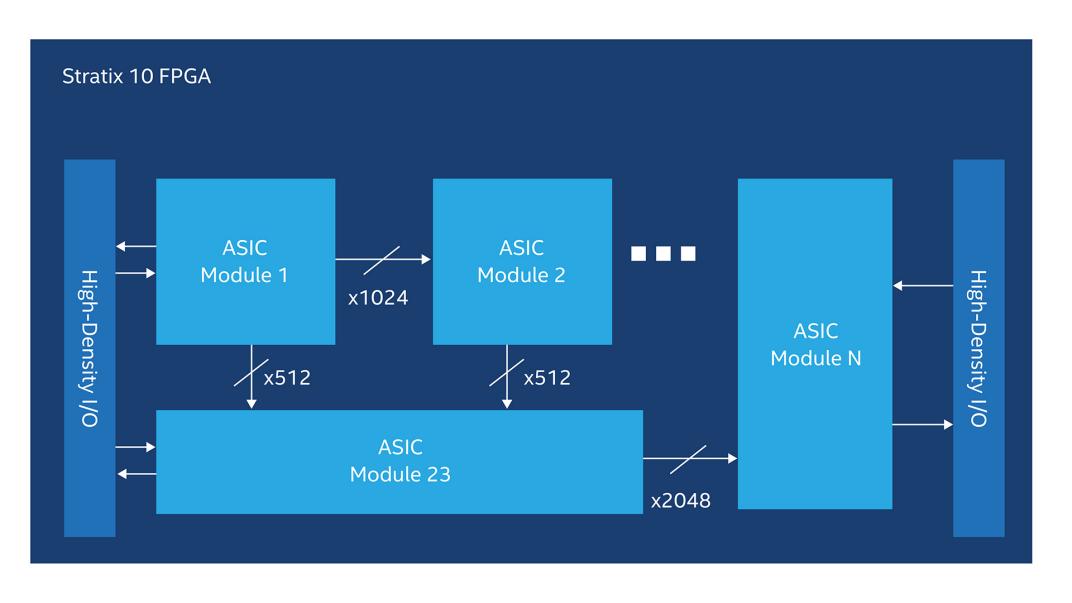 Stratix 10 FPGA
High-Density I/O
ASIC
Module 1
x1024
ASIC
Module 2
ASIC
Module N
High-Density I/O
x512
x512
ASIC
Module 23
x2048